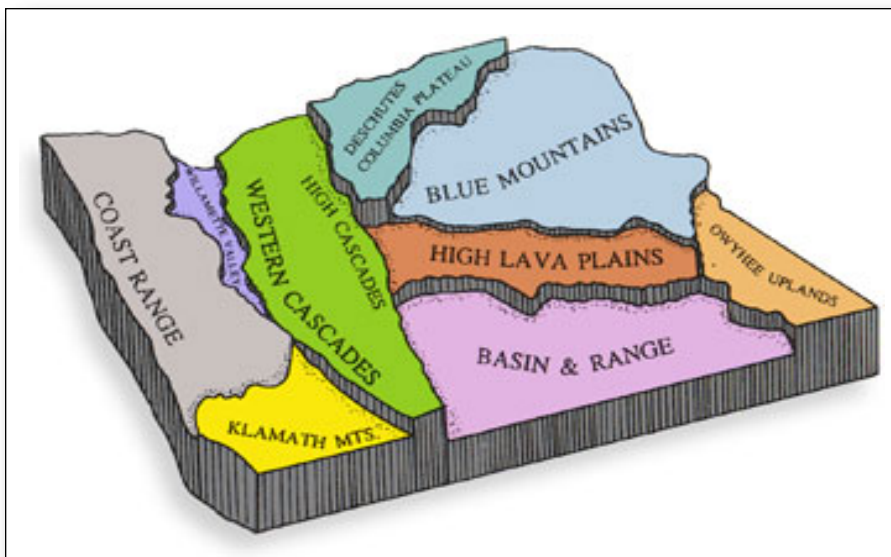 DESCHUTES
COLUMBIA PLATEAU
BLUE MOUNTAINS
COAST RANGE
WILLAMETTE VALLEY
WESTERN CASCADES
HIGH CASCADES
HIGH LAVA PLAINS
OWYHEE UPLANDS
BASIN & RANGE
KLAMATH MTS.